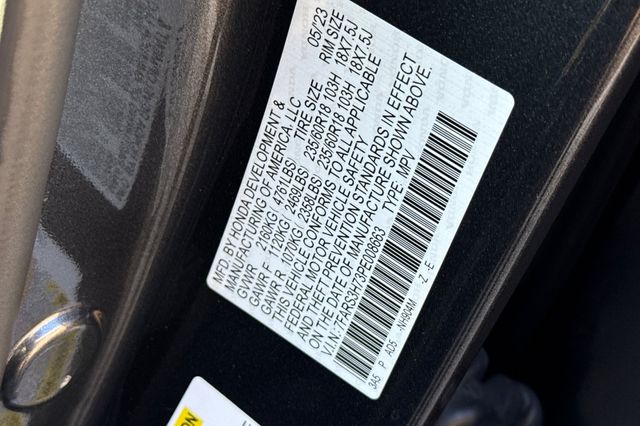 MFD. BY HONDA DEVELOPMENT &
MANUFACTURING OF AMERICA, LLC 05/'23
GVWR 2160KG( 4761LBS) TIRE SIZE RIM SIZE
GAWR F 1120KG( 2469LBS) 235/60R18 103H 18X7.5J
GAWR R 1070KG( 2358LBS) 235/60R18 103H 18X7.5J
THIS VEHICLE CONFORMS TO ALL APPLICABLE
FEDERAL MOTOR VEHICLE SAFETY
AND THEFT PREVENTION STANDARDS IN EFFECT
ON THE DATE OF MANUFACTURE SHOWN ABOVE.
V.I.N.: 7FARS3H73PE008663 TYPE: MPV
3A5 P AD5 NH904M -Z -E